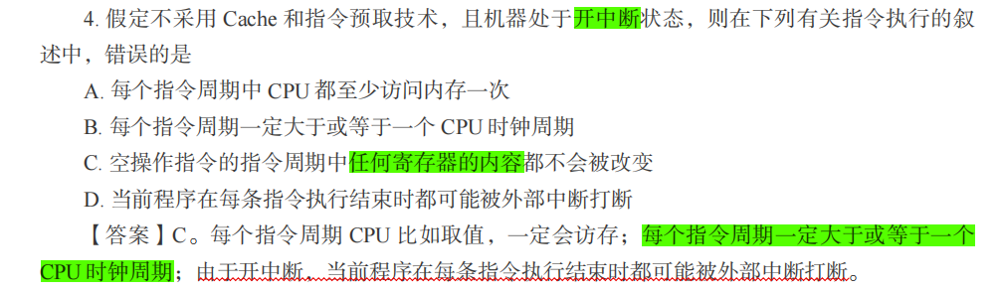 4. 假定不采用 Cache 和指令预取技术，且机器处于开中断状态，则在下列有关指令执行的叙
述中，错误的是
A. 每个指令周期中 CPU 都至少访问内存一次
B. 每个指令周期一定大于或等于一个 CPU 时钟周期
C. 空操作指令的指令周期中任何寄存器的内容都不会被改变
D. 当前程序在每条指令执行结束时都可能被外部中断打断
【答案】C。每个指令周期 CPU 比如取值，一定会访存；每个指令周期一定大于或等于一个
CPU 时钟周期；由于开中断，当前程序在每条指令执行结束时都可能被外部中断打断。